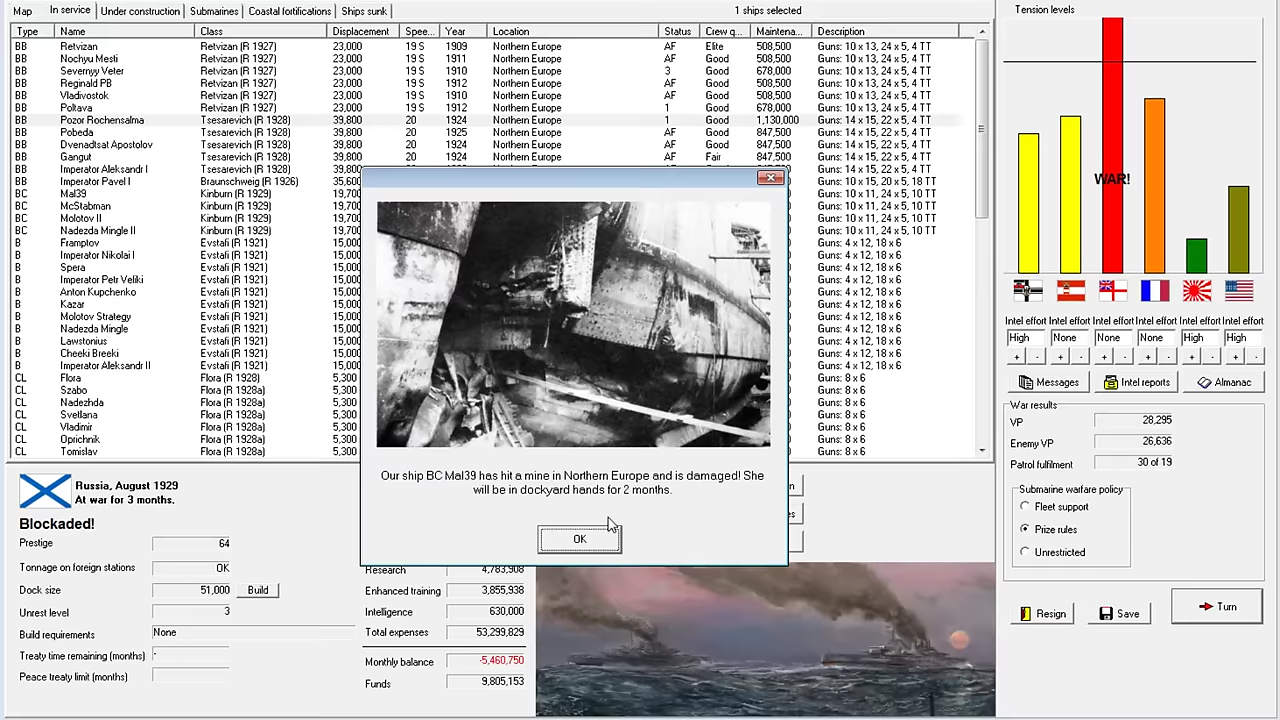 Map In service Under construction Submarines Coastal fortifications Ships sunk 1 ships selected Tension levels
Type Name Class Displacement Spee... Year Location Status Crew q... Maintena... Description
BB Retvizan Retvizan (R 1927) 23,000 19 S 1909 Northern Europe AF Elite 508,500 Guns: 10 x 13, 24 x 5, 4 TT
BB Nochyu Mesti Retvizan (R 1927) 23,000 19 S 1911 Northern Europe AF Good 508,500 Guns: 10 x 13, 24 x 5, 4 TT
BB Severnyy Veter Retvizan (R 1927) 23,000 19 S 1910 Northern Europe 3 Good 678,000 Guns: 10 x 13, 24 x 5, 4 TT
BB Reginald PB Retvizan (R 1927) 23,000 19 S 1912 Northern Europe AF Good 508,500 Guns: 10 x 13, 24 x 5, 4 TT
BB Vladivostok Retvizan (R 1927) 23,000 19 S 1910 Northern Europe AF Good 508,500 Guns: 10 x 13, 24 x 5, 4 TT
BB Poltava Retvizan (R 1927) 23,000 19 S 1912 Northern Europe 1 Good 678,000 Guns: 10 x 13, 24 x 5, 4 TT
BB Pozor Rochensalma Tsesarevich (R 1928) 39,800 20 1924 Northern Europe 1 Good 1,130,000 Guns: 14 x 15, 22 x 5, 4 TT
BB Pobeda Tsesarevich (R 1928) 39,800 20 1925 Northern Europe AF Good 847,500 Guns: 14 x 15, 22 x 5, 4 TT
BB Dvenadtsat Apostolov Tsesarevich (R 1928) 39,800 20 1924 Northern Europe AF Good 847,500 Guns: 14 x 15, 22 x 5, 4 TT
BB Gangut Tsesarevich (R 1928) 39,800 20 1924 Northern Europe AF Fair 847,500 Guns: 14 x 15, 22 x 5, 4 TT
BB Imperator Aleksandr I Tsesarevich (R 1928) 39,800 Guns: 14 x 15, 22 x 5, 4 TT
BB Imperator Pavel I Braunschweig (R 1926) 35,600 Guns: 10 x 15, 20 x 5, 18 TT
BC Mal39 Kinburn (R 1929) 19,700 Guns: 10 x 11, 24 x 5, 10 TT
BC McStabman Kinburn (R 1929) 19,700 Guns: 10 x 11, 24 x 5, 10 TT
BC Molotov II Kinburn (R 1929) 19,700 Guns: 10 x 11, 24 x 5, 10 TT
BC Nadezda Mingle II Kinburn (R 1929) 19,700 Guns: 10 x 11, 24 x 5, 10 TT
B Framptov Evstafi (R 1921) 15,000 Guns: 4 x 12, 18 x 6
B Imperator Nikolai I Evstafi (R 1921) 15,000 Guns: 4 x 12, 18 x 6
B Spera Evstafi (R 1921) 15,000 Guns: 4 x 12, 18 x 6
B Imperator Petr Veliki Evstafi (R 1921) 15,000 Guns: 4 x 12, 18 x 6
B Anton Kupchenko Evstafi (R 1921) 15,000 Guns: 4 x 12, 18 x 6
B Kazar Evstafi (R 1921) 15,000 Guns: 4 x 12, 18 x 6
B Molotov Strategy Evstafi (R 1921) 15,000 Guns: 4 x 12, 18 x 6
B Nadezda Mingle Evstafi (R 1921) 15,000 Guns: 4 x 12, 18 x 6
B Lawstonius Evstafi (R 1921) 15,000 Guns: 4 x 12, 18 x 6
B Cheeki Breeki Evstafi (R 1921) 15,000 Guns: 4 x 12, 18 x 6
B Imperator Aleksandr II Evstafi (R 1921) 15,000 Guns: 4 x 12, 18 x 6
CL Flora Flora (R 1928) 5,300 Guns: 8 x 6
CL Szabo Flora (R 1928a) 5,300 Guns: 8 x 6
CL Nadezhda Flora (R 1928a) 5,300 Guns: 8 x 6
CL Svetlana Flora (R 1928a) 5,300 Guns: 8 x 6
CL Vladimir Flora (R 1928a) 5,300 Guns: 8 x 6
CL Oprichnik Flora (R 1928a) 5,300 Guns: 8 x 6
CL Tomislav Flora (R 1928a) 5,300 Guns: 8 x 6
Our ship BC Mal39 has hit a mine in Northern Europe and is damaged! She
will be in dockyard hands for 2 months.
OK
WAR!
Intel effort Intel effort Intel effort Intel effort Intel effort Intel effort
High None None None High High
+ - + - + - + - + - + -
Messages Intel reports Almanac
War results
VP 28,295
Enemy VP 26,636
Patrol fulfilment 30 of 19
Submarine warfare policy
Fleet support
Prize rules
Unrestricted
Resign Save Turn
Russia, August 1929
At war for 3 months.
Blockaded!
Prestige 64
Tonnage on foreign stations OK
Dock size 51,000 Build
Unrest level 3
Build requirements None
Treaty time remaining (months) -
Peace treaty limit (months)
Research 4,783,908
Enhanced training 3,855,938
Intelligence 630,000
Total expenses 53,299,829
Monthly balance -5,460,750
Funds 9,805,153